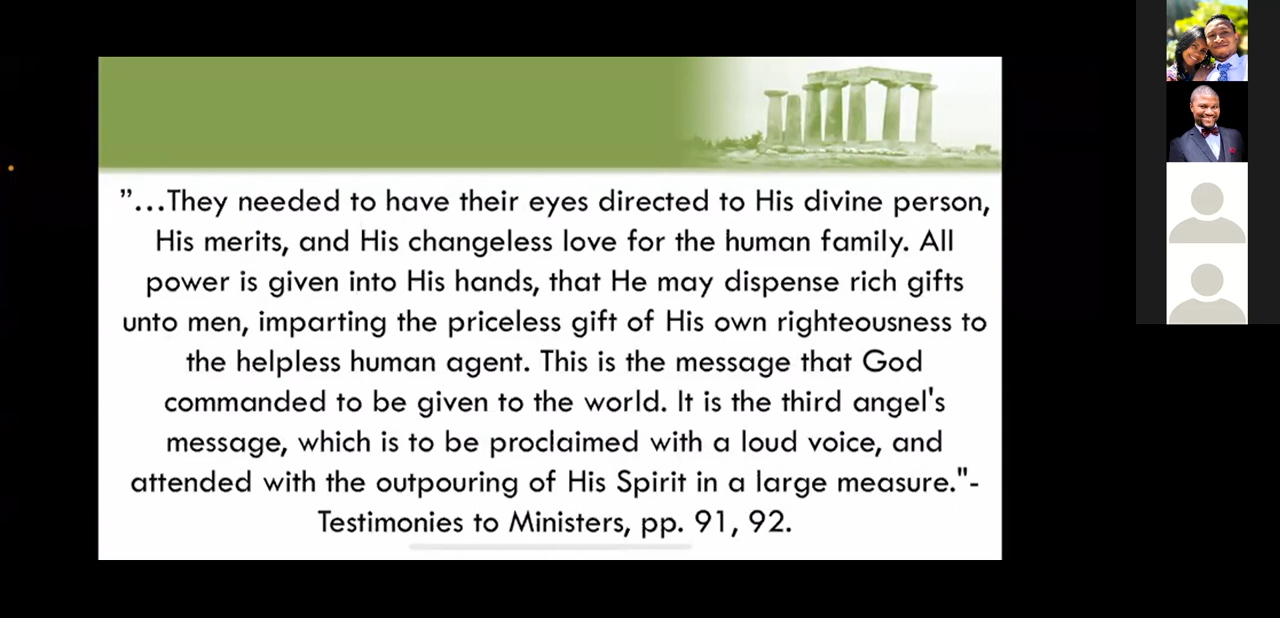 ”...They needed to have their eyes directed to His divine person,
His merits, and His changeless love for the human family. All
power is given into His hands, that He may dispense rich gifts
unto men, imparting the priceless gift of His own righteousness to
the helpless human agent. This is the message that God
commanded to be given to the world. It is the third angel's
message, which is to be proclaimed with a loud voice, and
attended with the outpouring of His Spirit in a large measure."-
Testimonies to Ministers, pp. 91, 92.